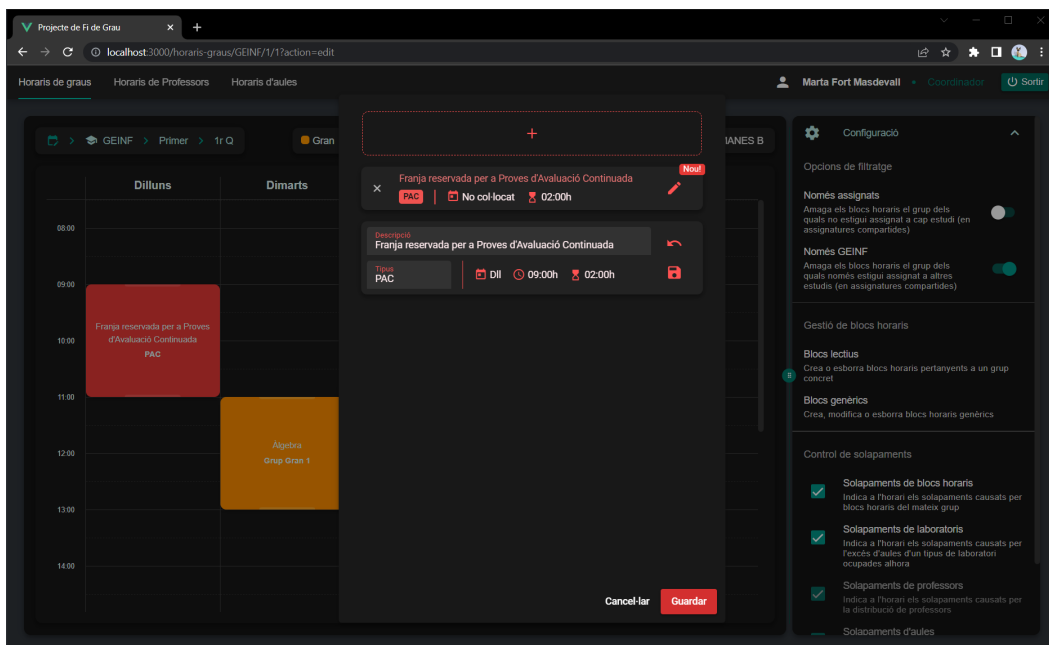 Projecte de Fi de Grau
localhost:3000/horaris-graus/GEINF/1/1?action=edit
Horaris de graus Horaris de Professors Horaris d'aules
Marta Fort Masdevall • Coordinador Sortir
GEINF > Primer > 1r Q
Gran
MANES B
Dilluns Dimarts
08:00
09:00
10:00
11:00
12:00
13:00
14:00
Franja reservada per a Proves
d'Avaluació Continuada
PAC
Àlgebra
Grup Gran 1
+
Nou!
Franja reservada per a Proves d'Avaluació Continuada
PAC No col·locat 02:00h
Descripció
Franja reservada per a Proves d'Avaluació Continuada
Tipus
PAC
Dll 09:00h 02:00h
Cancel·lar Guardar
Configuració
Opcions de filtratge
Només assignats
Amaga els blocs horaris el grup dels
quals no estigui assignat a cap estudi (en
assignatures compartides)
Només GEINF
Amaga els blocs horaris el grup dels
quals només estigui assignat a altres
estudis (en assignatures compartides)
Gestió de blocs horaris
Blocs lectius
Crea o esborra blocs horaris pertanyents a un grup
concret
Blocs genèrics
Crea, modifica o esborra blocs horaris genèrics
Control de solapaments
Solapaments de blocs horaris
Indica a l'horari els solapaments causats per
blocs horaris del mateix grup
Solapaments de laboratoris
Indica a l'horari els solapaments causats per
l'excés d'aules d'un tipus de laboratori
ocupades alhora
Solapaments de professors
Indica a l'horari els solapaments causats per
la distribució de professors
Solapaments d'aules